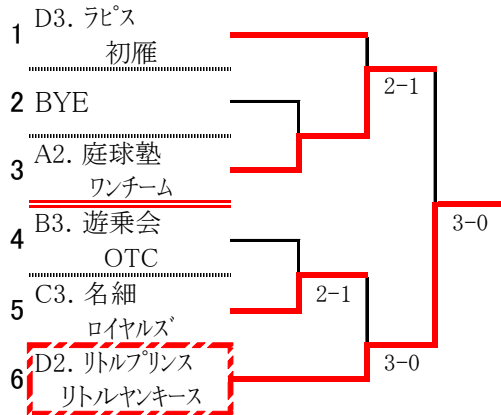 1 D3. ﾗﾋﾟｽ
初雁
2 BYE
3 A2. 庭球塾
ﾜﾝﾁｰﾑ
4 B3. 遊乗会
OTC
5 C3. 名細
ﾛｲﾔﾙｽﾞ
6 D2. ﾘﾄﾙﾌﾟﾘﾝｽ
ﾘﾄﾙﾔﾝｷｰｽ
2-1
2-1
3-0
3-0